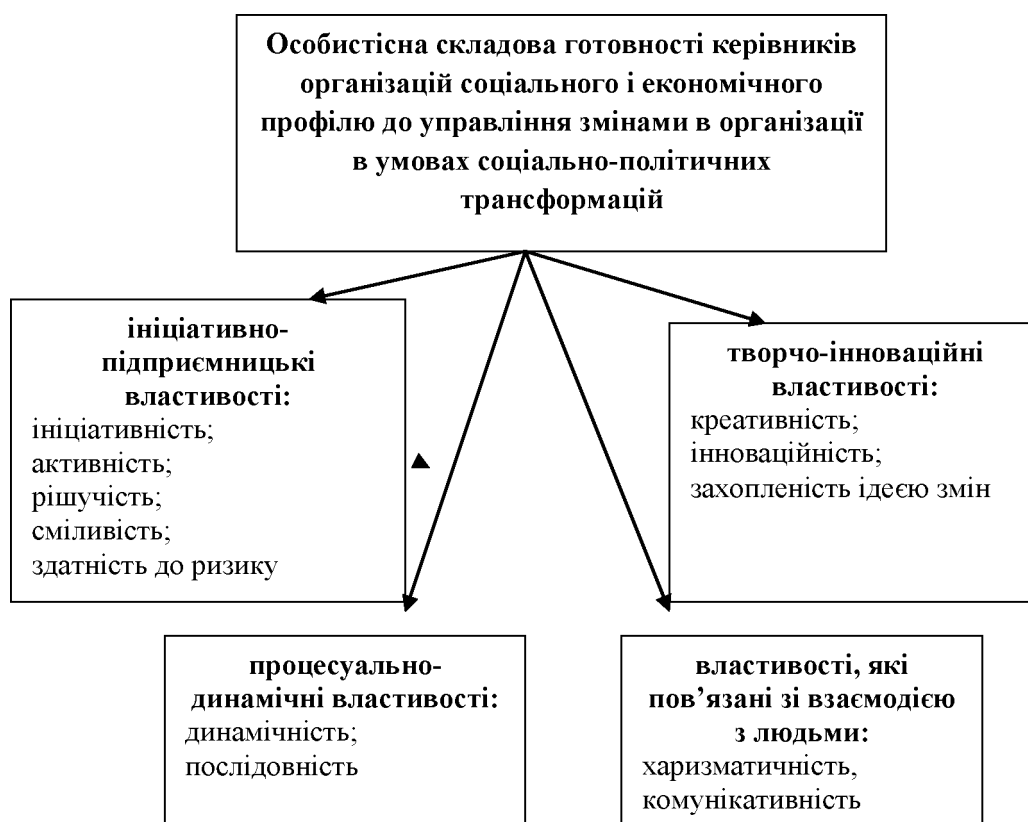 Особистісна складова готовності керівників
організацій соціального і економічного
профілю до управління змінами в організації
в умовах соціально-політичних
трансформацій
ініціативно-
підприємницькі
властивості:
ініціативність;
активність;
рішучість;
сміливість;
здатність до ризику
творчо-інноваційні
властивості:
креативність;
інноваційність;
захопленість ідеєю змін
процесуально-
динамічні властивості:
динамічність;
послідовність
властивості, які
пов’язані зі взаємодією
з людьми:
харизматичність,
комунікативність